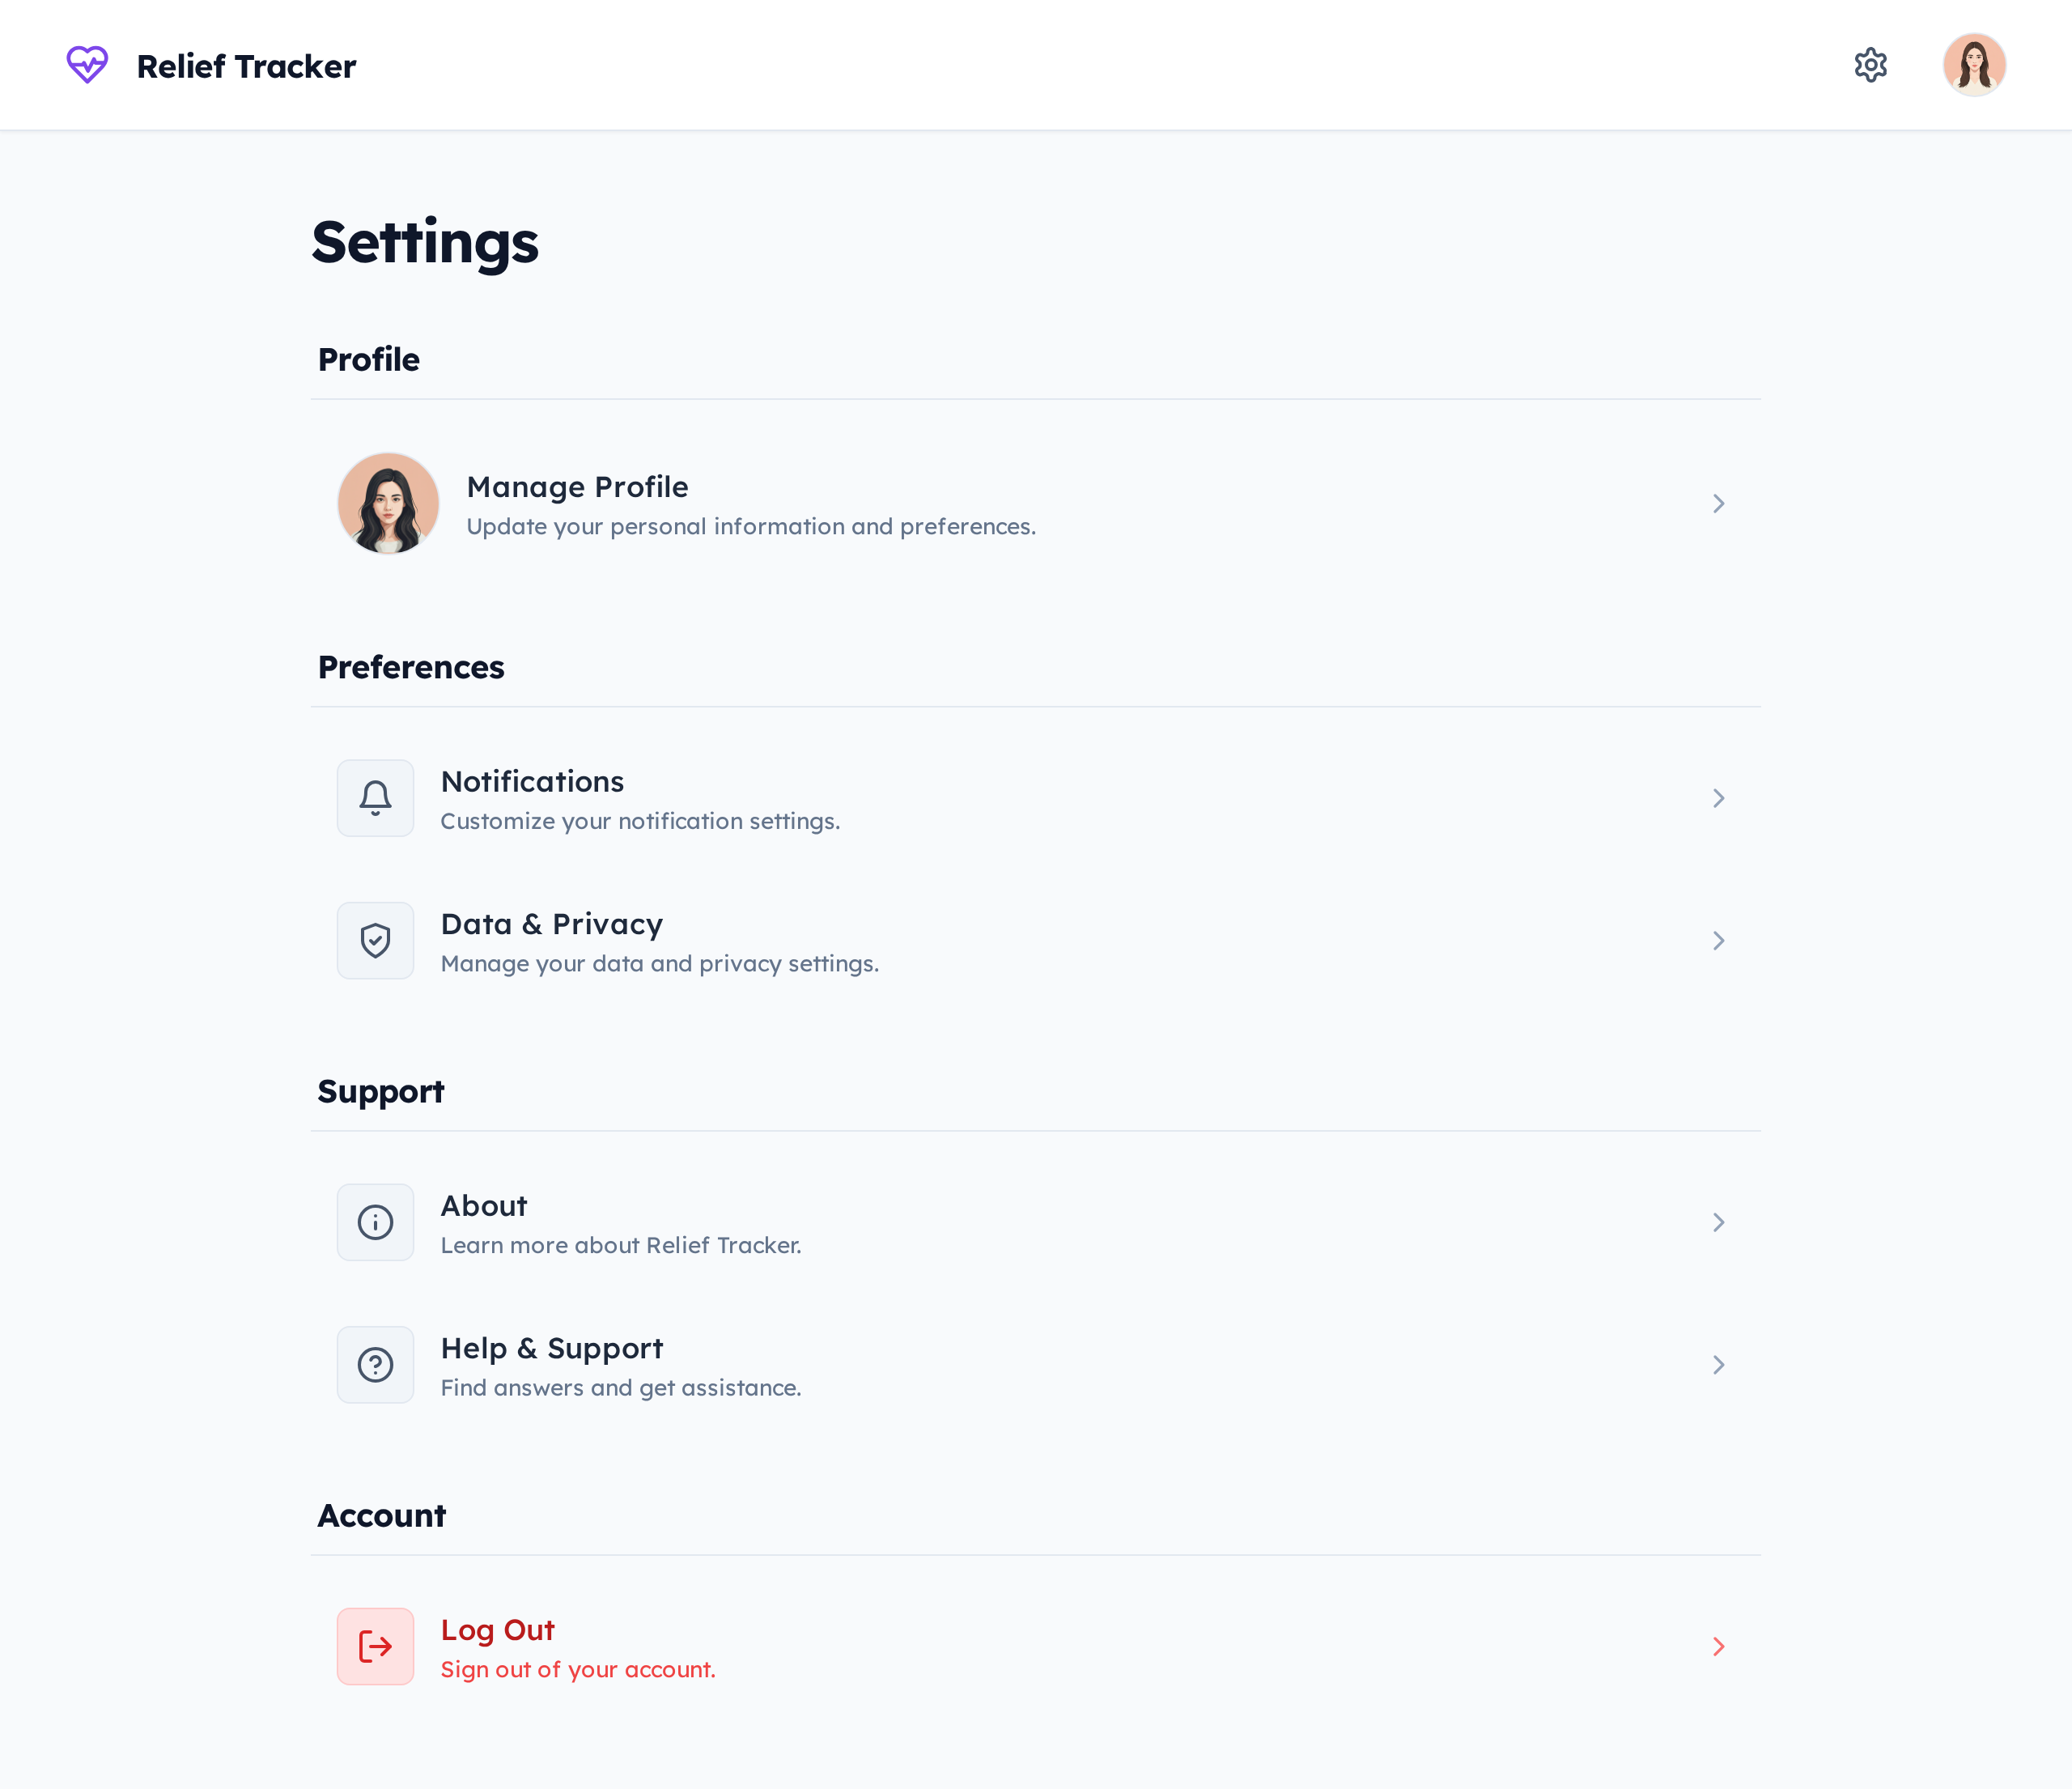 Relief Tracker
Settings
Profile
Manage Profile
Update your personal information and preferences.
Preferences
Notifications
Customize your notification settings.
Data & Privacy
Manage your data and privacy settings.
Support
About
Learn more about Relief Tracker.
Help & Support
Find answers and get assistance.
Account
Log Out
Sign out of your account.